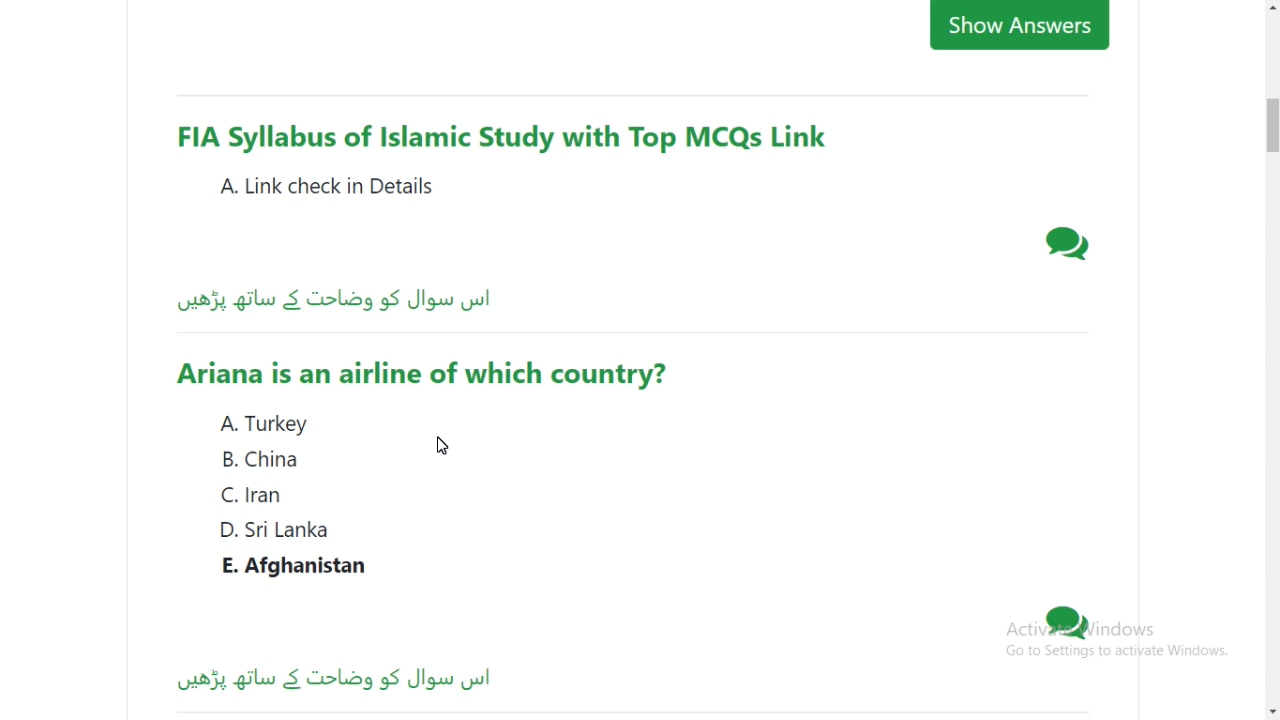 Show Answers
FIA Syllabus of Islamic Study with Top MCQs Link
A. Link check in Details
اس سوال کو وضاحت کے ساتھ پڑھیں
Ariana is an airline of which country?
A. Turkey
B. China
C. Iran
D. Sri Lanka
E. Afghanistan
Activate Windows
Go to Settings to activate Windows.
اس سوال کو وضاحت کے ساتھ پڑھیں